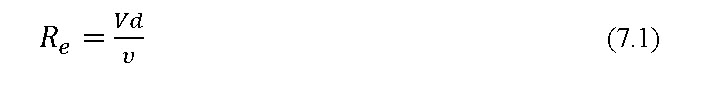 R_e = Vd/υ (7.1)